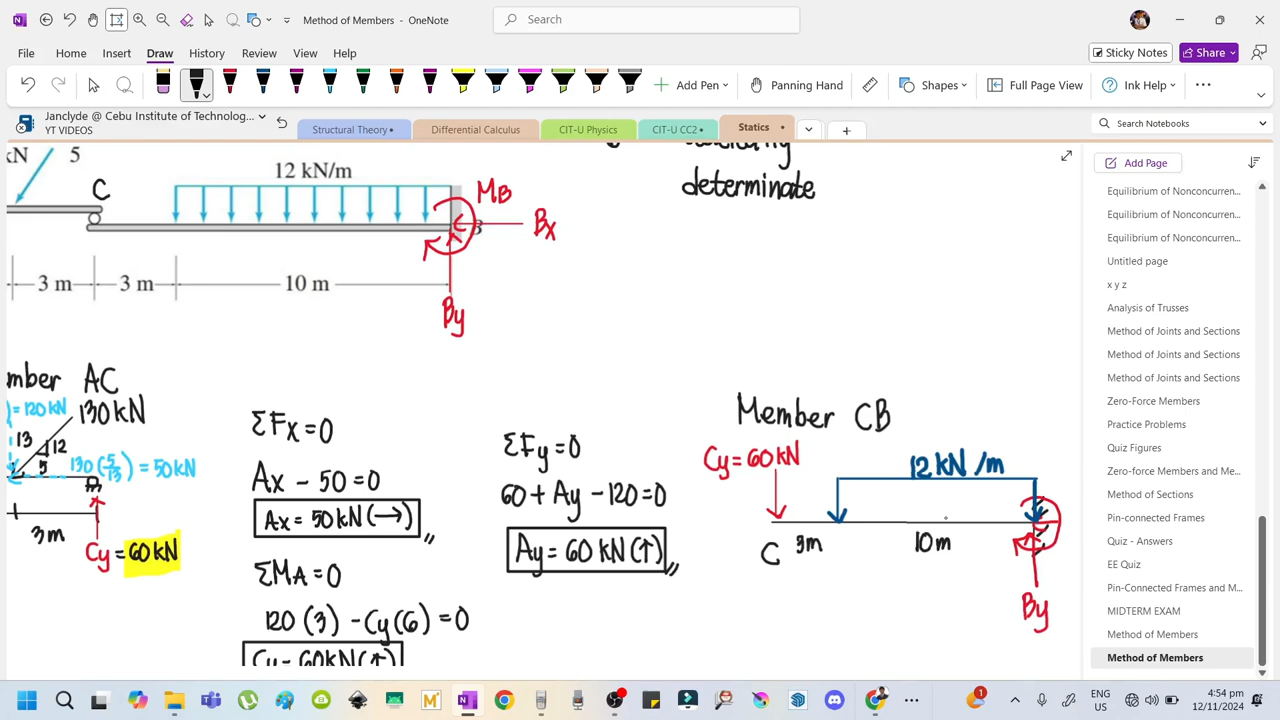 Method of Members - OneNote
Search
File Home Insert Draw History Review View Help
Sticky Notes
Share
Add Pen
Panning Hand
Shapes
Full Page View
Ink Help
Janclyde @ Cebu Institute of Technolog...
YT VIDEOS
Structural Theory
Differential Calculus
CIT-U Physics
CIT-U CC2
Statics
Search Notebooks
Add Page
Equilibrium of Nonconcurren...
Equilibrium of Nonconcurren...
Equilibrium of Nonconcurren...
Untitled page
x y z
Analysis of Trusses
Method of Joints and Sections
Method of Joints and Sections
Method of Joints and Sections
Zero-Force Members
Practice Problems
Quiz Figures
Zero-force Members and Me...
Method of Sections
Pin-connected Frames
Quiz - Answers
EE Quiz
Pin-Connected Frames and M...
MIDTERM EXAM
Method of Members
Method of Members
determinate
kN 5
C
12 kN/m
MB
Bx
By
3 m 3 m 10 m
mber AC
= 120 kN
130 kN
13 12
5
130(5/13) = 50 kN
3m
Cy = 60 kN
ΣFx = 0
Ax - 50 = 0
Ax = 50 kN (→)
ΣMA = 0
120 (3) - Cy(6) = 0
Cy = 60 kN (↑)
ΣFy = 0
60 + Ay - 120 = 0
Ay = 60 kN (↑)
Member CB
Cy = 60 kN
12 kN/m
C 3m 10m
By
ENG
US
4:54 pm
12/11/2024
1